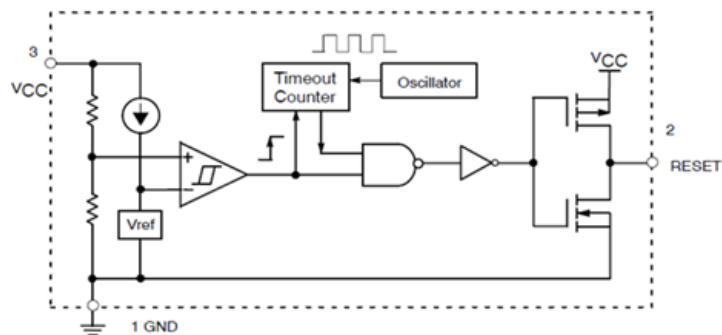 3
VCC
Timeout
Counter
Oscillator
VCC
2
RESET
+
−
Vref
1 GND